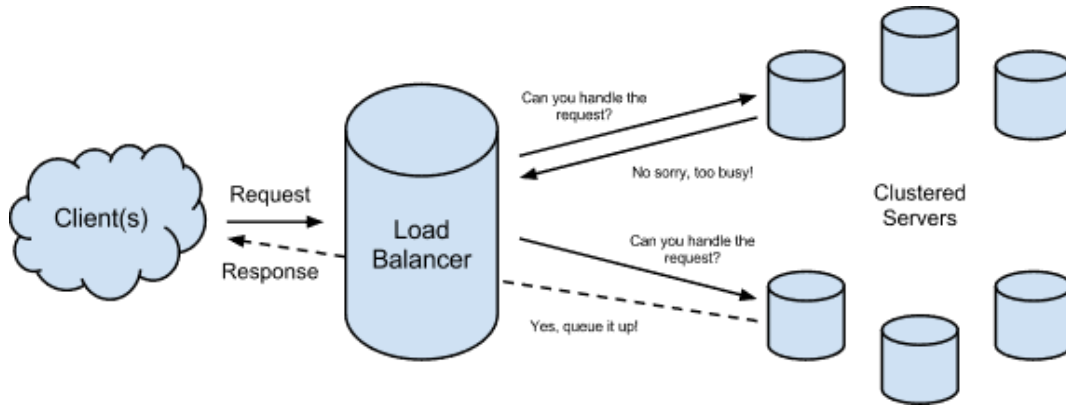 Client(s)
Request
Response
Load
Balancer
Can you handle the
request?
No sorry, too busy!
Can you handle the
request?
Yes, queue it up!
Clustered
Servers